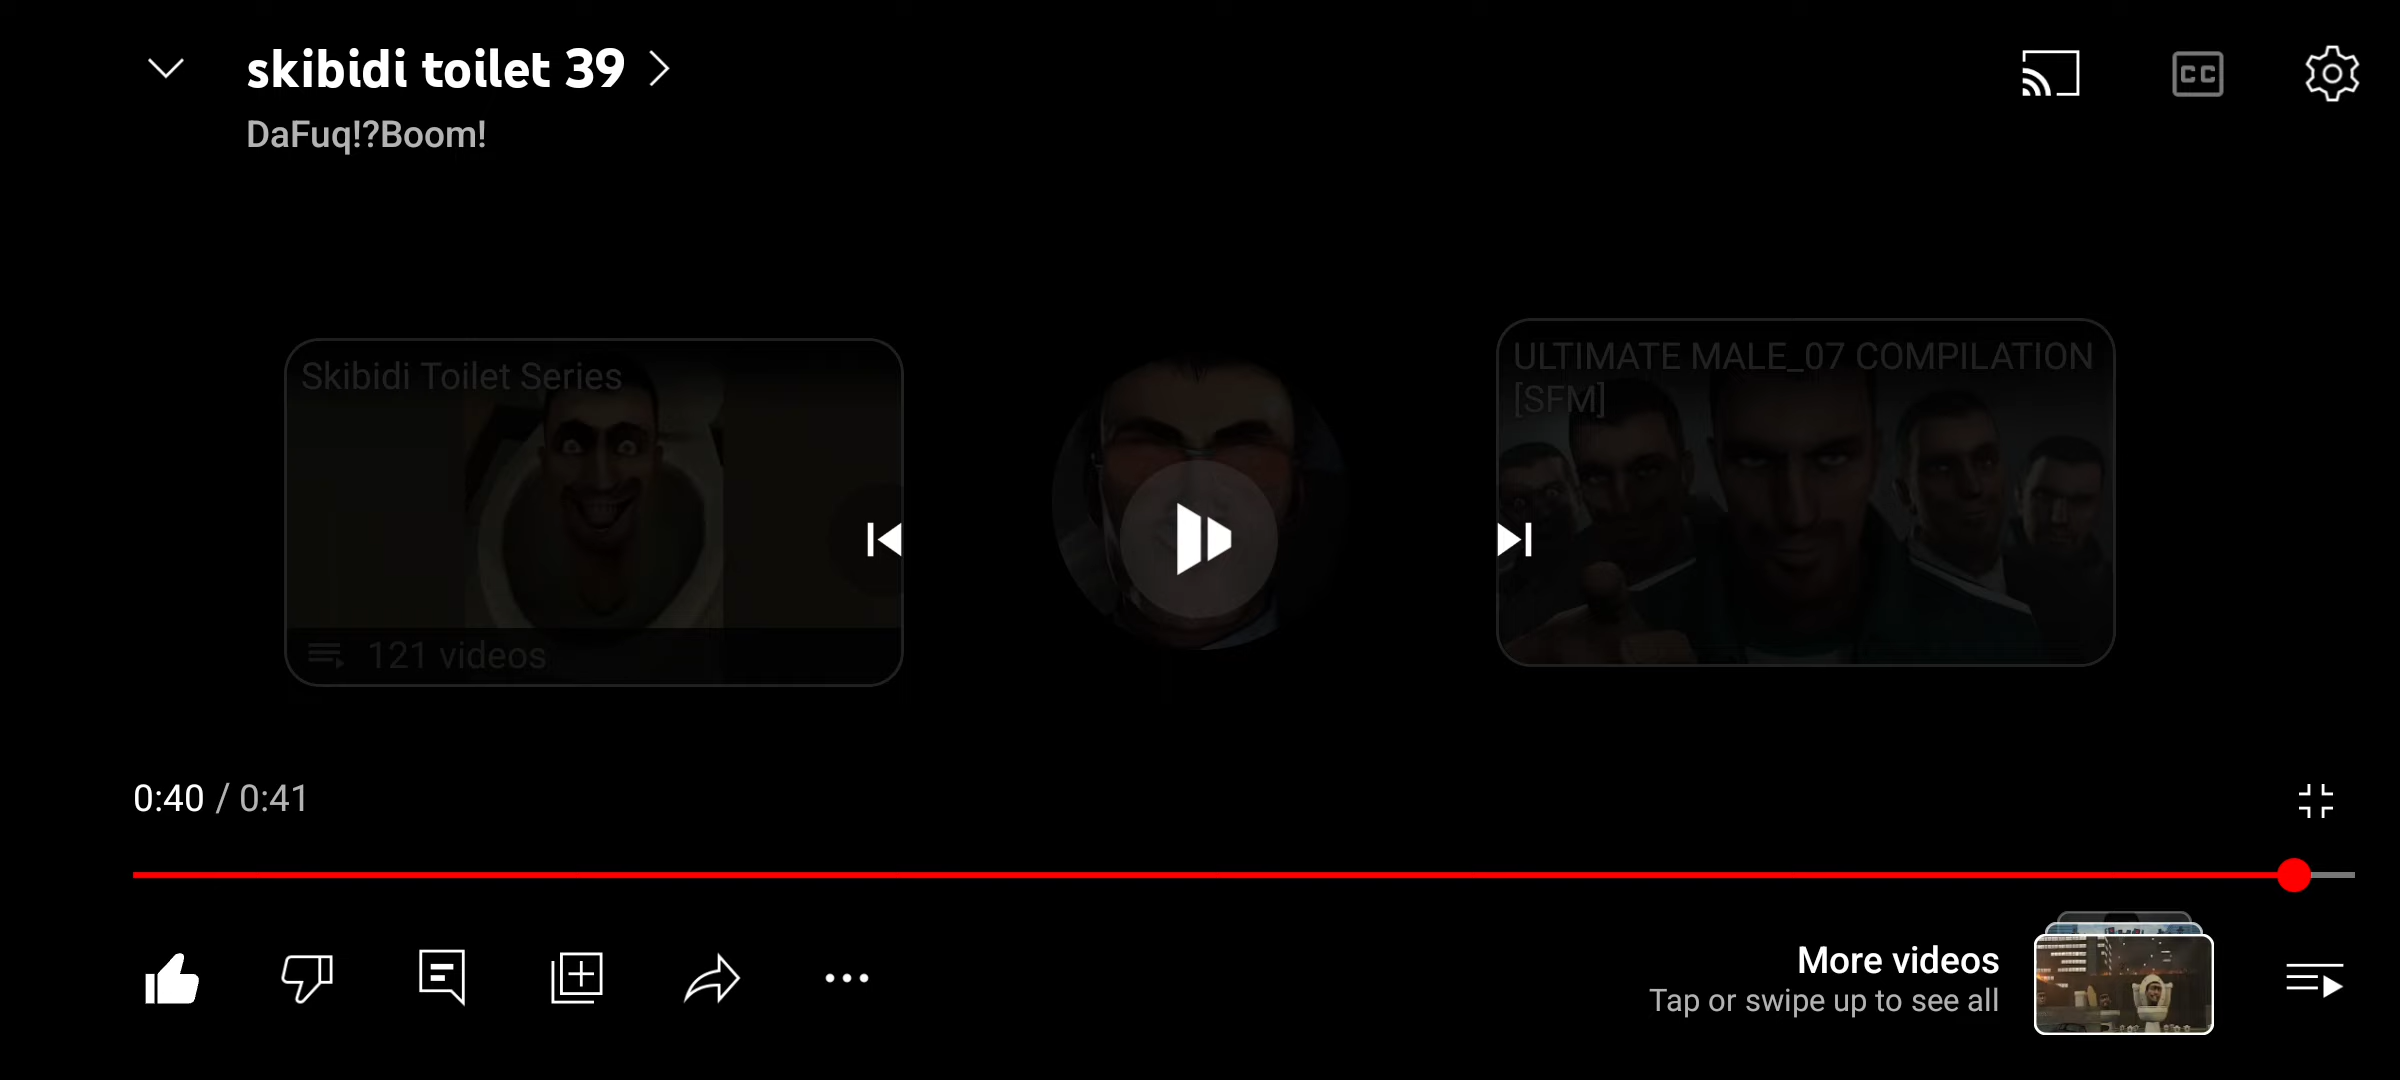 skibidi toilet 39
DaFuq!?Boom!
CC
Skibidi Toilet Series
121 videos
ULTIMATE MALE_07 COMPILATION
[SFM]
0:40 / 0:41
More videos
Tap or swipe up to see all